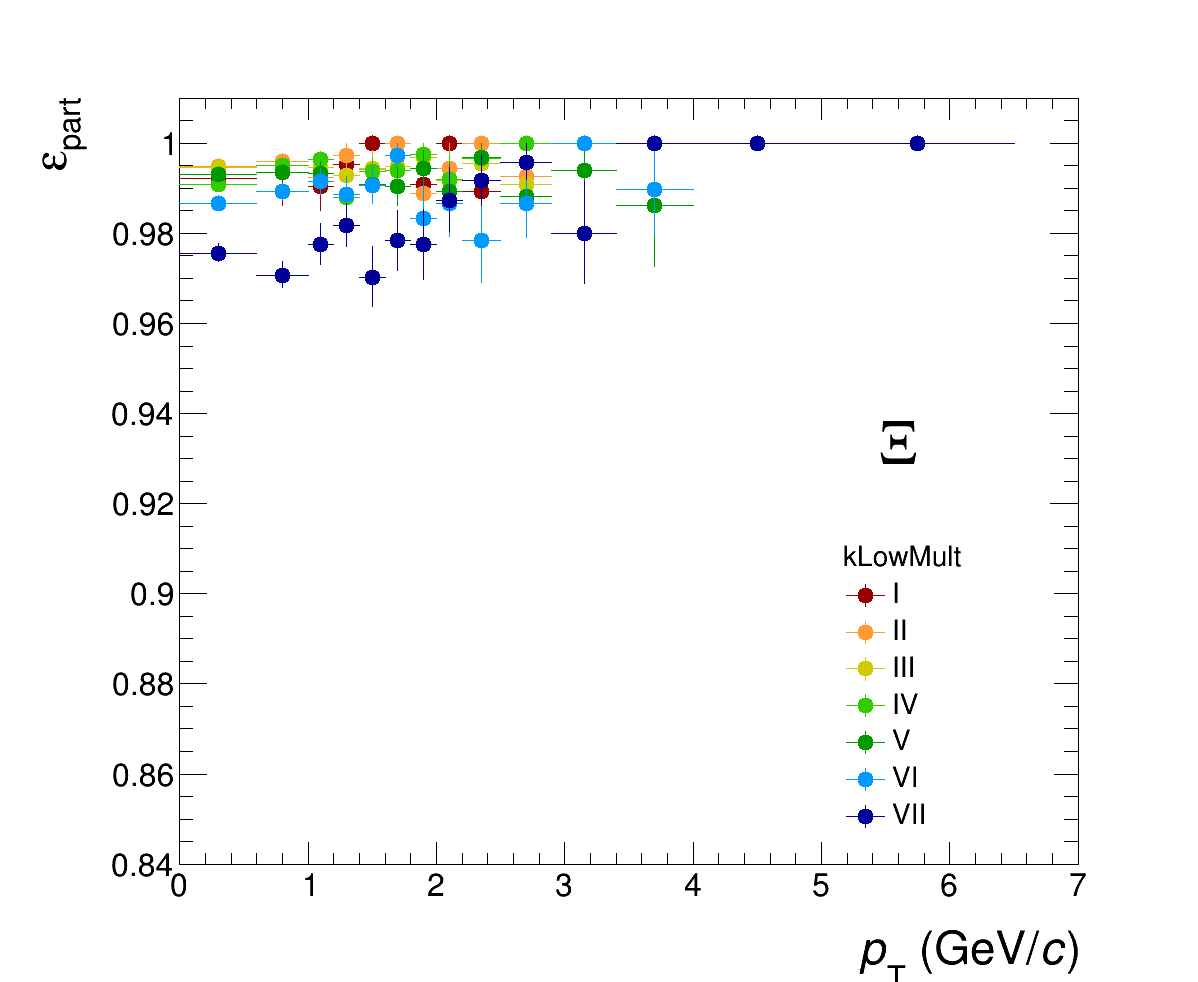 ε_part
1
0.98
0.96
0.94
0.92
0.9
0.88
0.86
0.84
0 1 2 3 4 5 6 7
p_T (GeV/c)
Ξ
kLowMult
I
II
III
IV
V
VI
VII